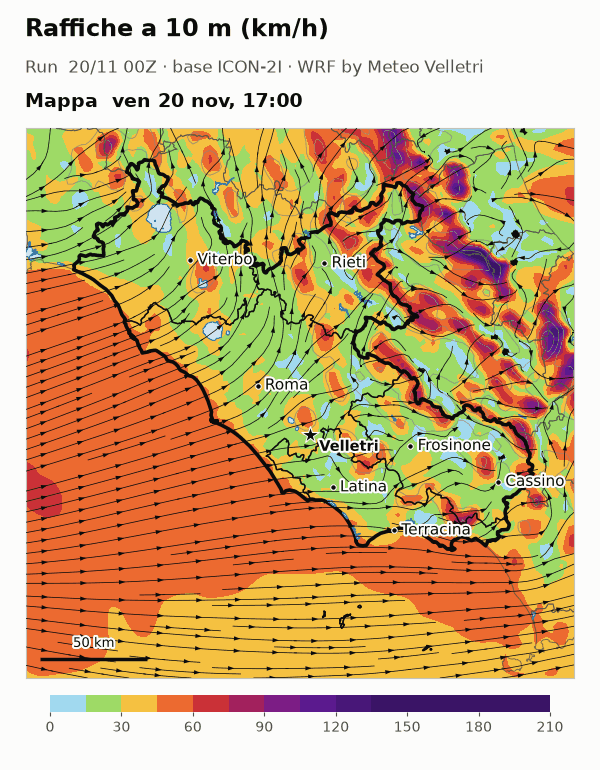 Raffiche a 10 m (km/h)
Run  20/11 00Z · base ICON-2I · WRF by Meteo Velletri
Mappa  ven 20 nov, 17:00
Viterbo
Rieti
Roma
Velletri
Frosinone
Latina
Cassino
Terracina
50 km
0 30 60 90 120 150 180 210